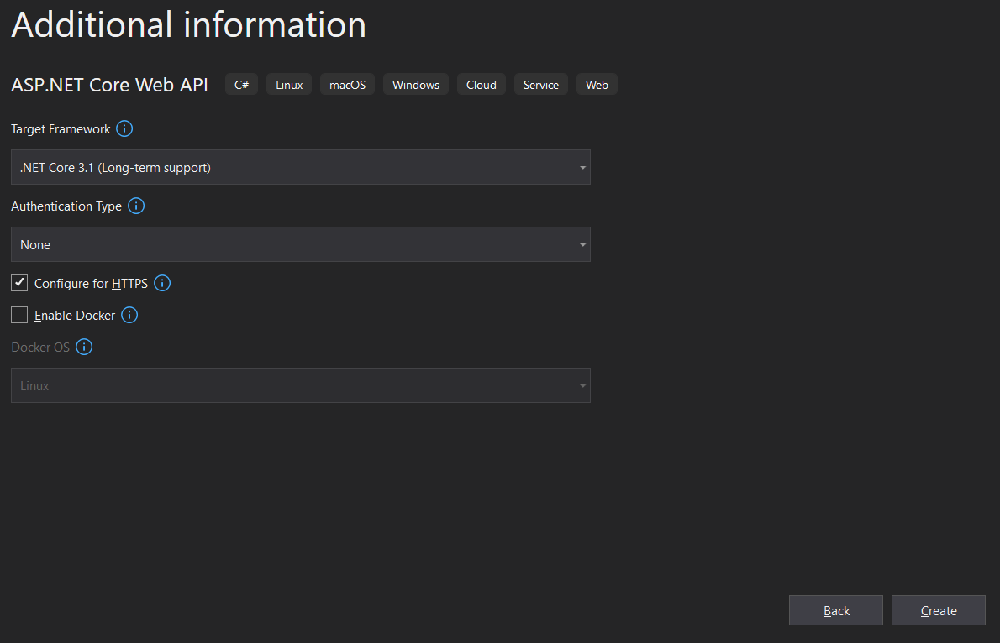 Additional information
ASP.NET Core Web API C# Linux macOS Windows Cloud Service Web
Target Framework
.NET Core 3.1 (Long-term support)
Authentication Type
None
Configure for HTTPS
Enable Docker
Docker OS
Linux
Back Create